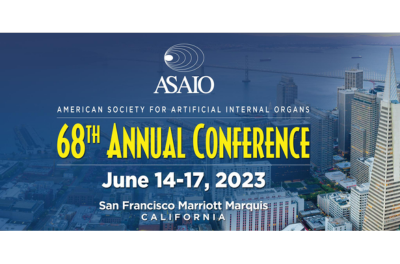 ASAIO
AMERICAN SOCIETY FOR ARTIFICIAL INTERNAL ORGANS
68TH ANNUAL CONFERENCE
June 14-17, 2023
San Francisco Marriott Marquis
CALIFORNIA